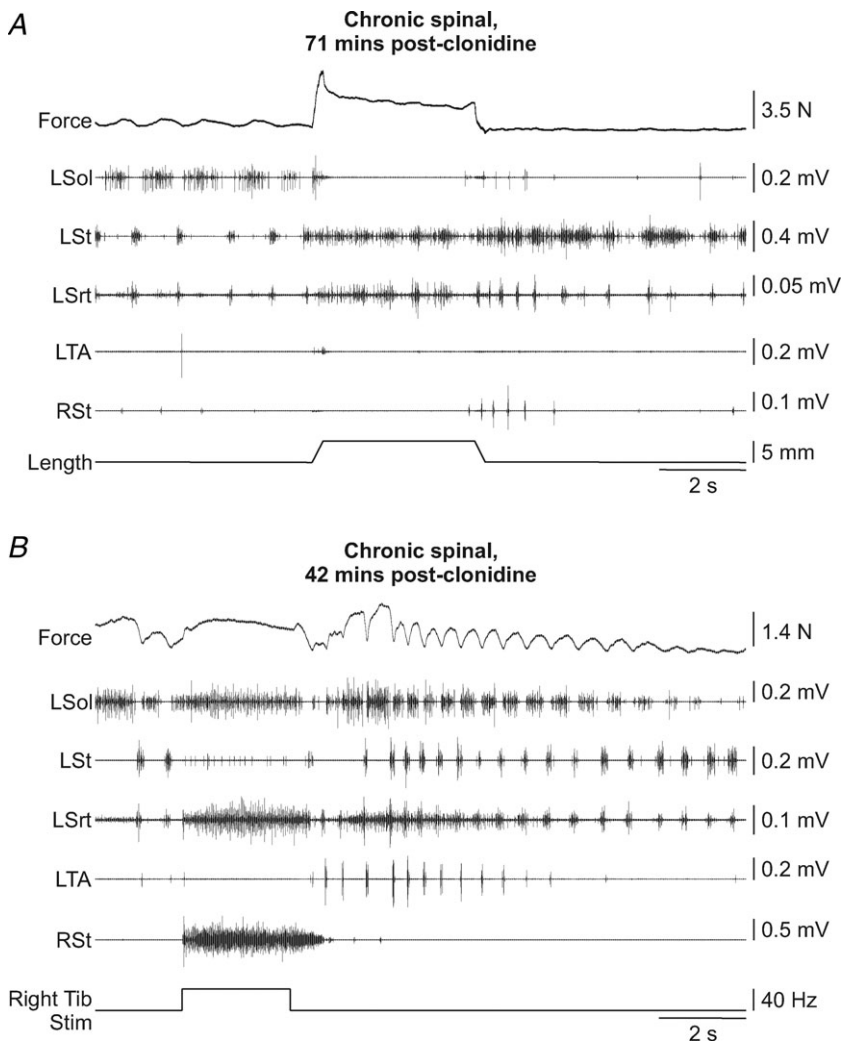 A
Chronic spinal,
71 mins post-clonidine
Force
3.5 N
LSol
0.2 mV
LSt
0.4 mV
LSrt
0.05 mV
LTA
0.2 mV
RSt
0.1 mV
Length
5 mm
2 s
B
Chronic spinal,
42 mins post-clonidine
Force
1.4 N
LSol
0.2 mV
LSt
0.2 mV
LSrt
0.1 mV
LTA
0.2 mV
RSt
0.5 mV
Right Tib
Stim
40 Hz
2 s